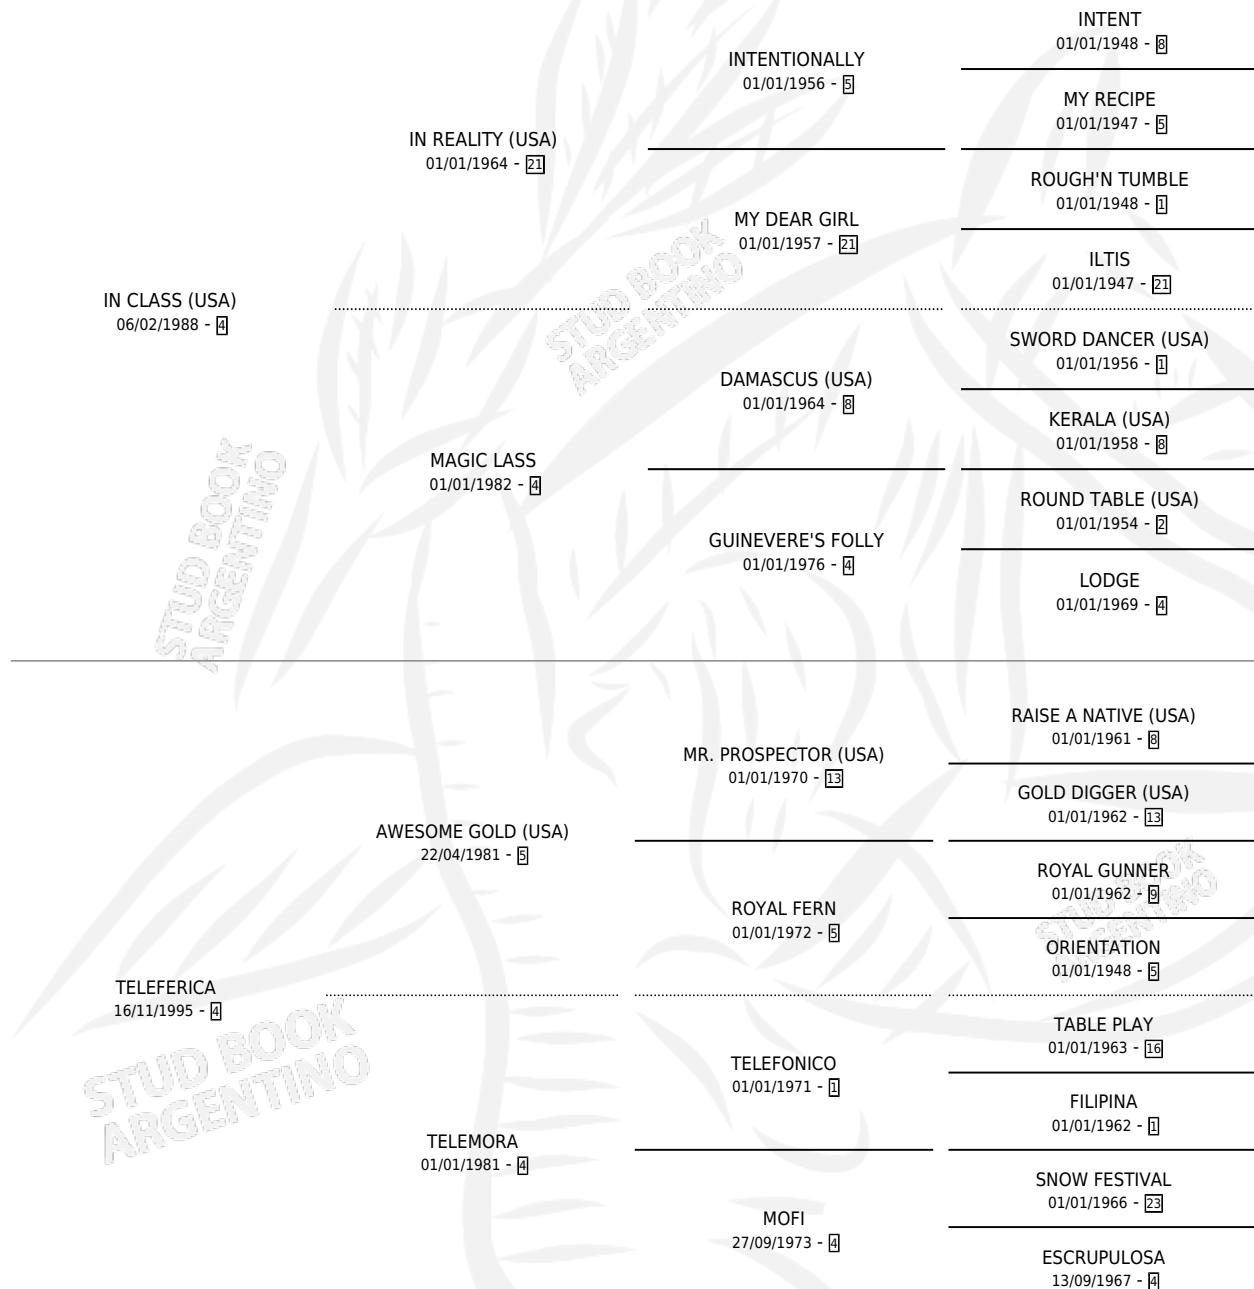 INTENT
01/01/1948 - 8
INTENTIONALLY
01/01/1956 - 5
MY RECIPE
01/01/1947 - 5
IN REALITY (USA)
01/01/1964 - 21
ROUGH'N TUMBLE
01/01/1948 - 1
MY DEAR GIRL
01/01/1957 - 21
ILTIS
01/01/1947 - 21
IN CLASS (USA)
06/02/1988 - 4
SWORD DANCER (USA)
01/01/1956 - 1
DAMASCUS (USA)
01/01/1964 - 8
KERALA (USA)
01/01/1958 - 8
MAGIC LASS
01/01/1982 - 4
ROUND TABLE (USA)
01/01/1954 - 2
GUINEVERE'S FOLLY
01/01/1976 - 4
LODGE
01/01/1969 - 4
RAISE A NATIVE (USA)
01/01/1961 - 8
MR. PROSPECTOR (USA)
01/01/1970 - 13
GOLD DIGGER (USA)
01/01/1962 - 13
AWESOME GOLD (USA)
22/04/1981 - 5
ROYAL GUNNER
01/01/1962 - 9
ROYAL FERN
01/01/1972 - 5
ORIENTATION
01/01/1948 - 5
TELEFERICA
16/11/1995 - 4
TABLE PLAY
01/01/1963 - 16
TELEFONICO
01/01/1971 - 1
FILIPINA
01/01/1962 - 1
TELEMORA
01/01/1981 - 4
SNOW FESTIVAL
01/01/1966 - 23
MOFI
27/09/1973 - 4
ESCRUPULOSA
13/09/1967 - 4
STUD BOOK
ARGENTINO
STUD BOOK
ARGENTINO
STUD BOOK
ARGENTINO
STUD BOOK
ARGENTINO